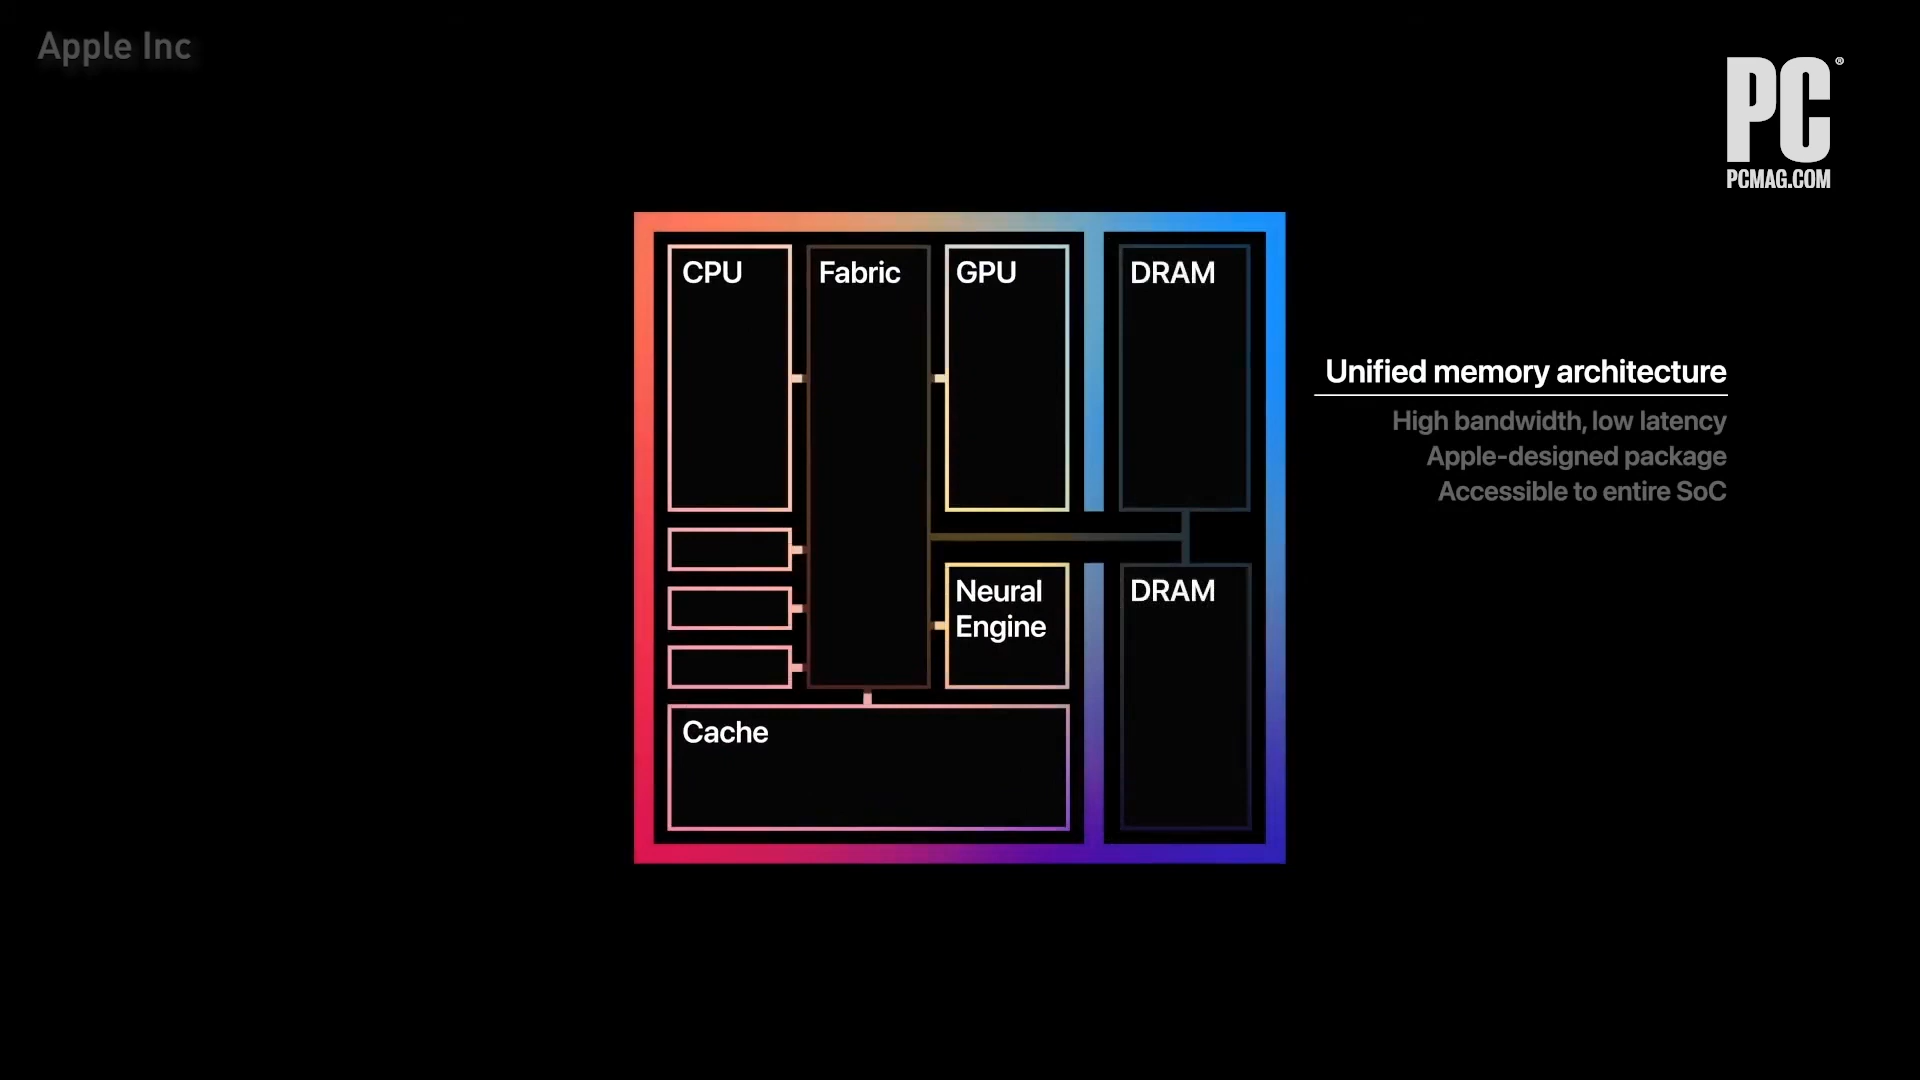 Apple Inc
PC®
PCMAG.COM
CPU
Fabric
GPU
DRAM
Unified memory architecture
High bandwidth, low latency
Apple-designed package
Accessible to entire SoC
Neural
Engine
DRAM
Cache